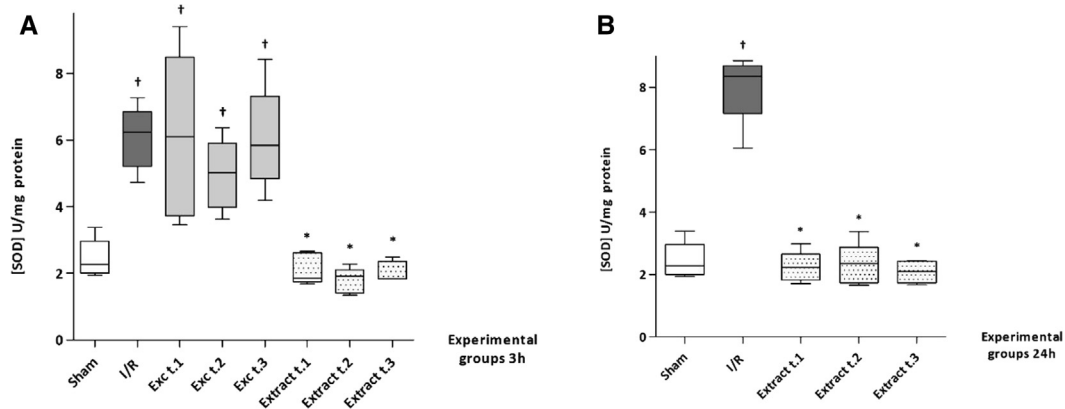 A
[SOD] U/mg protein
8
6
4
2
0
†
†
†
†
*
*
*
Sham
I/R
Exc t.1
Exc t.2
Exc t.3
Extract t.1
Extract t.2
Extract t.3
Experimental
groups 3h
B
[SOD] U/mg protein
8
6
4
2
0
†
*
*
*
Sham
I/R
Extract t.1
Extract t.2
Extract t.3
Experimental
groups 24h